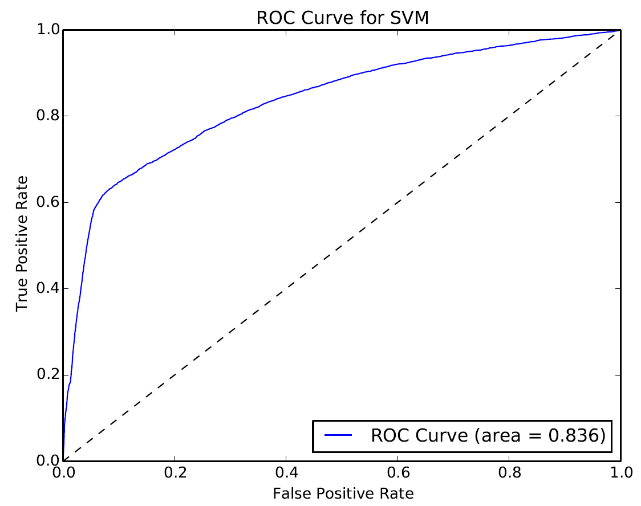 ROC Curve for SVM
1.0
0.8
0.6
0.4
0.2
0.0
True Positive Rate
ROC Curve (area = 0.836)
0.0 0.2 0.4 0.6 0.8 1.0
False Positive Rate